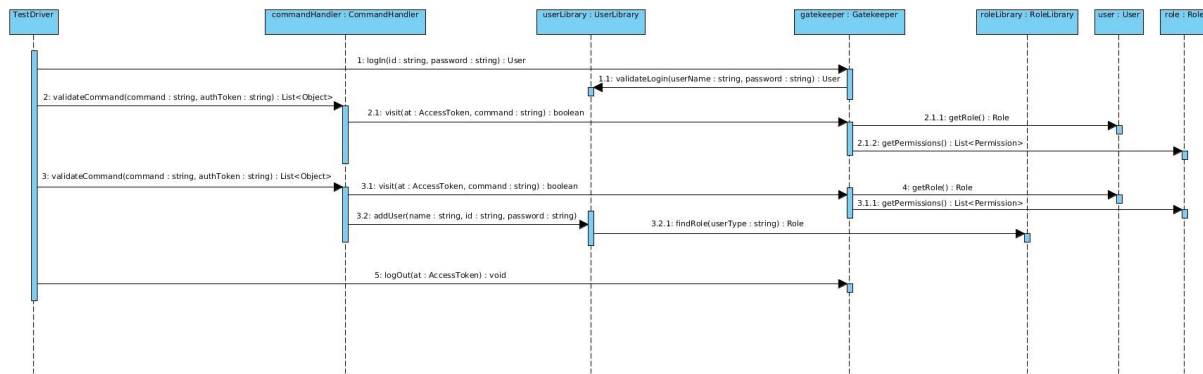 TestDriver
commandHandler : CommandHandler
userLibrary : UserLibrary
gatekeeper : Gatekeeper
roleLibrary : RoleLibrary
user : User
role : Role
1: logIn(id : string, password : string) : User
1.1: validateLogin(userName : string, password : string) : User
2: validateCommand(command : string, authToken : string) : List<Object>
2.1: visit(at : AccessToken, command : string) : boolean
2.1.1: getRole() : Role
2.1.2: getPermissions() : List<Permission>
3: validateCommand(command : string, authToken : string) : List<Object>
3.1: visit(at : AccessToken, command : string) : boolean
4: getRole() : Role
3.1.1: getPermissions() : List<Permission>
3.2: addUser(name : string, id : string, password : string)
3.2.1: findRole(userType : string) : Role
5: logOut(at : AccessToken) : void